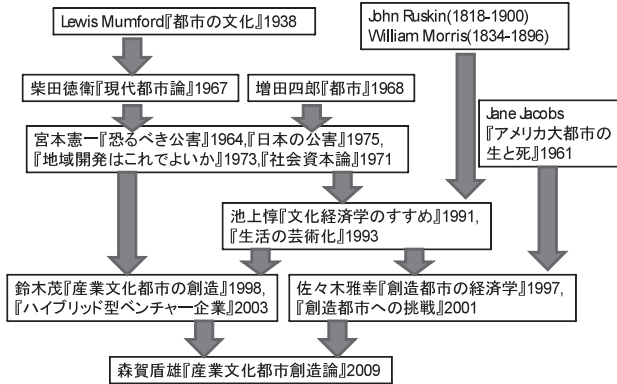 Lewis Mumford『都市の文化』1938
John Ruskin(1818-1900)
William Morris(1834-1896)
柴田徳衛『現代都市論』1967
増田四郎『都市』1968
Jane Jacobs
『アメリカ大都市の
生と死』1961
宮本憲一『恐るべき公害』1964,『日本の公害』1975,
『地域開発はこれでよいか』1973,『社会資本論』1971
池上惇『文化経済学のすすめ』1991,
『生活の芸術化』1993
鈴木茂『産業文化都市の創造』1998,
『ハイブリッド型ベンチャー企業』2003
佐々木雅幸『創造都市の経済学』1997,
『創造都市への挑戦』2001
森賀盾雄『産業文化都市創造論』2009